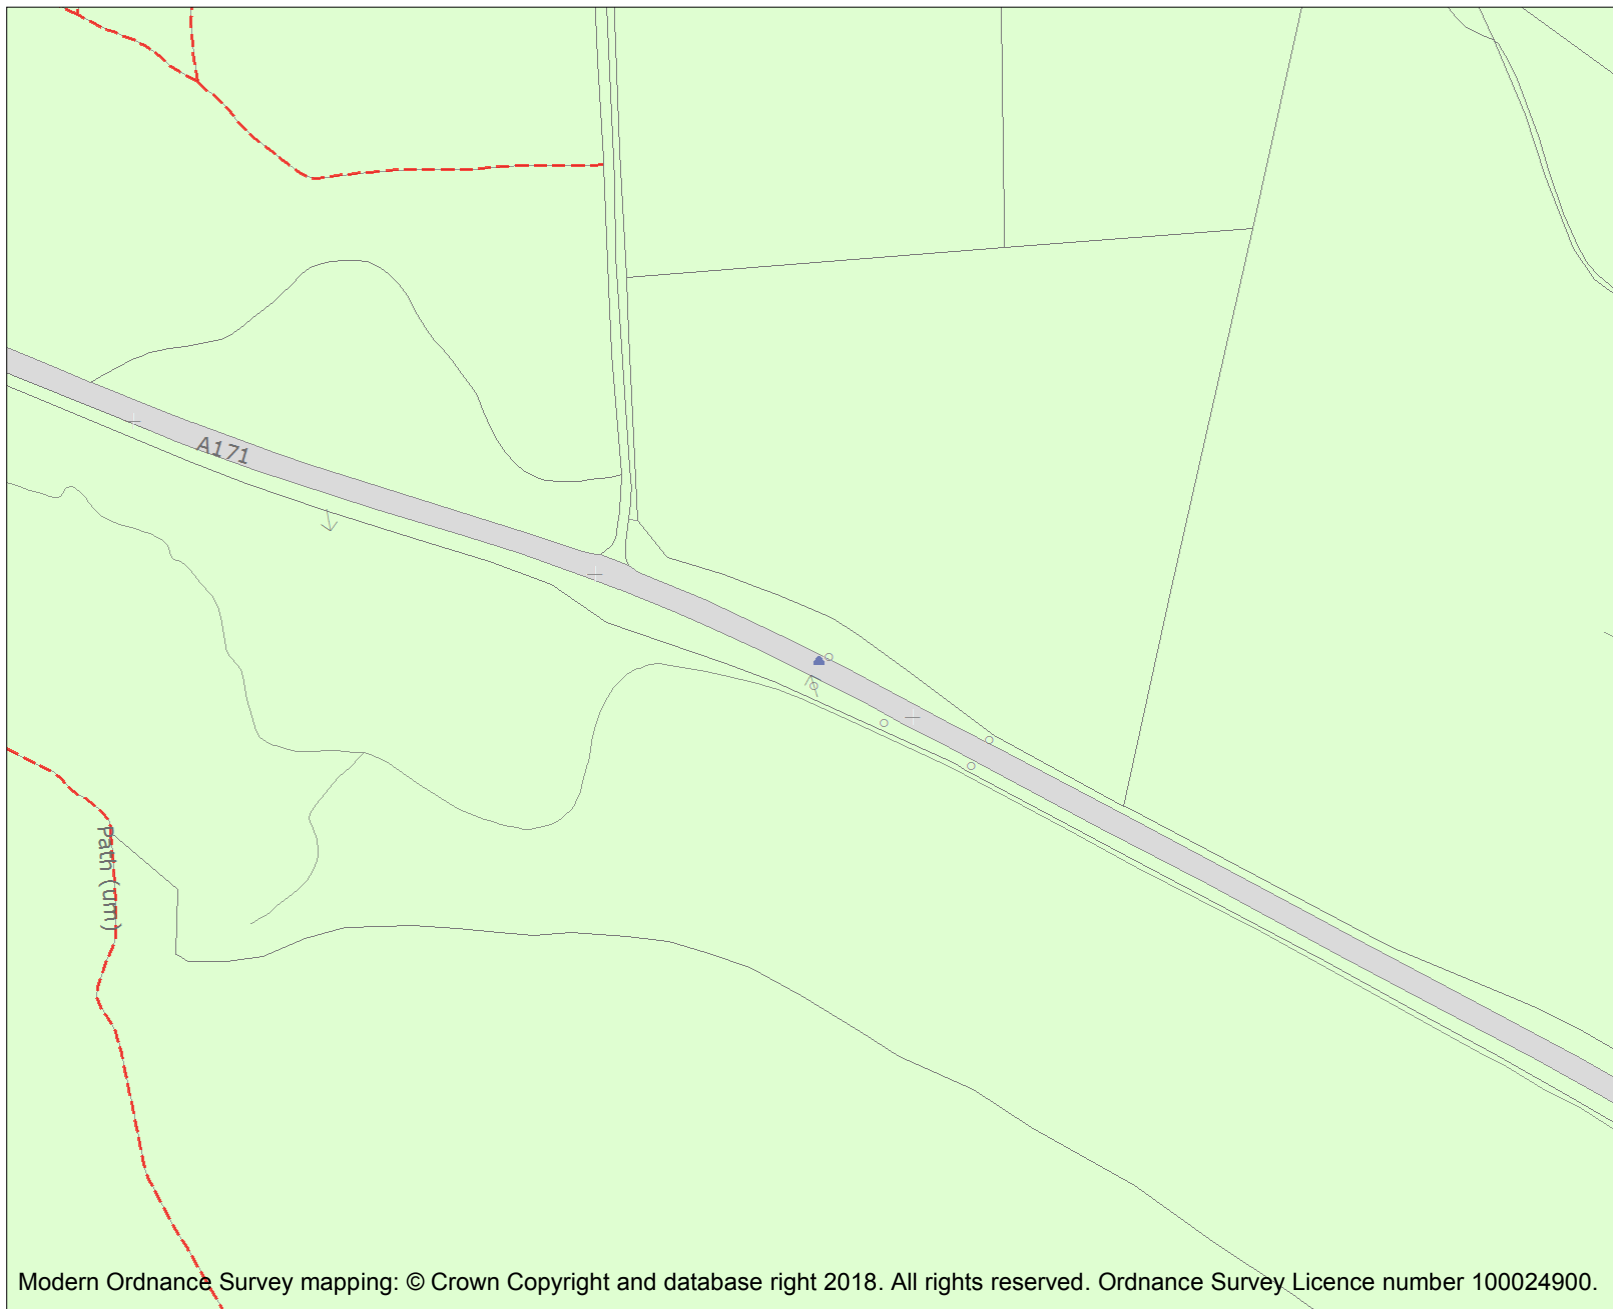 A171
Path (um)
Modern Ordnance Survey mapping: © Crown Copyright and database right 2018. All rights reserved. Ordnance Survey Licence number 100024900.